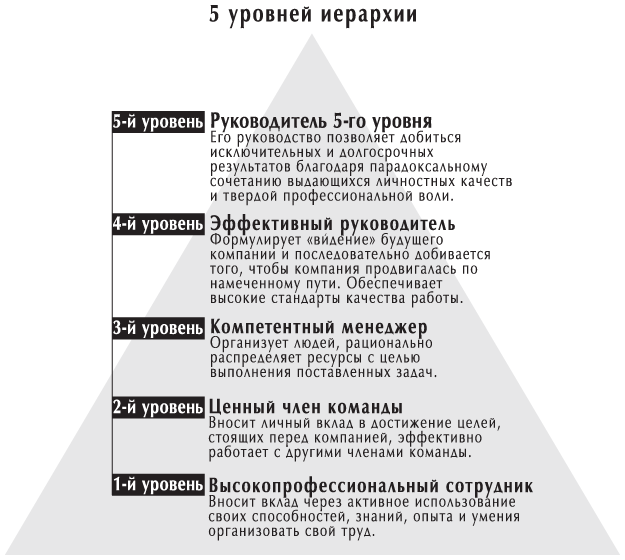 5 уровней иерархии
5-й уровень Руководитель 5-го уровня
Его руководство позволяет добиться
исключительных и долгосрочных
результатов благодаря парадоксальному
сочетанию выдающихся личностных качеств
и твердой профессиональной воли.
4-й уровень Эффективный руководитель
Формулирует «ви́дение» будущего
компании и последовательно добивается
того, чтобы компания продвигалась по
намеченному пути. Обеспечивает
высокие стандарты качества работы.
3-й уровень Компетентный менеджер
Организует людей, рационально
распределяет ресурсы с целью
выполнения поставленных задач.
2-й уровень Ценный член команды
Вносит личный вклад в достижение целей,
стоящих перед компанией, эффективно
работает с другими членами команды.
1-й уровень Высокопрофессиональный сотрудник
Вносит вклад через активное использование
своих способностей, знаний, опыта и умения
организовать свой труд.